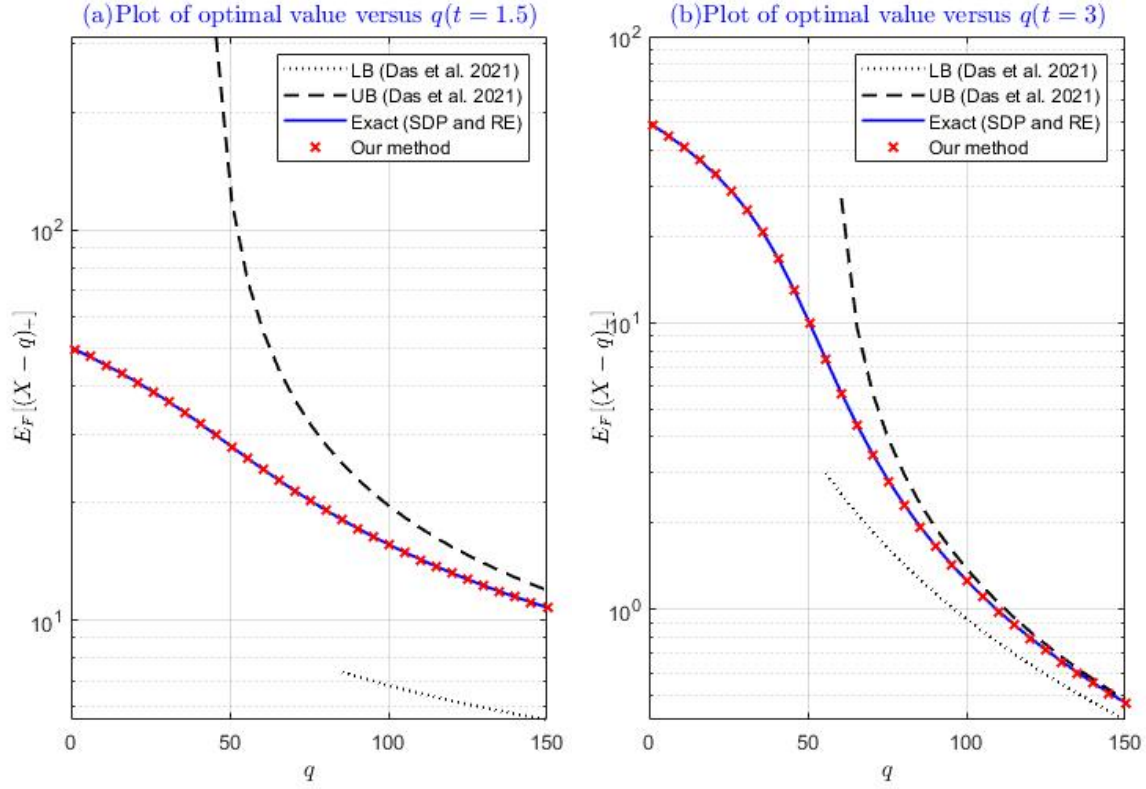 (a)Plot of optimal value versus q(t = 1.5)
LB (Das et al. 2021)
UB (Das et al. 2021)
Exact (SDP and RE)
Our method
10^2
10^1
E_F[(X − q)_+]
0
50
100
150
q
(b)Plot of optimal value versus q(t = 3)
LB (Das et al. 2021)
UB (Das et al. 2021)
Exact (SDP and RE)
Our method
10^2
10^1
10^0
E_F[(X − q)_+]
0
50
100
150
q